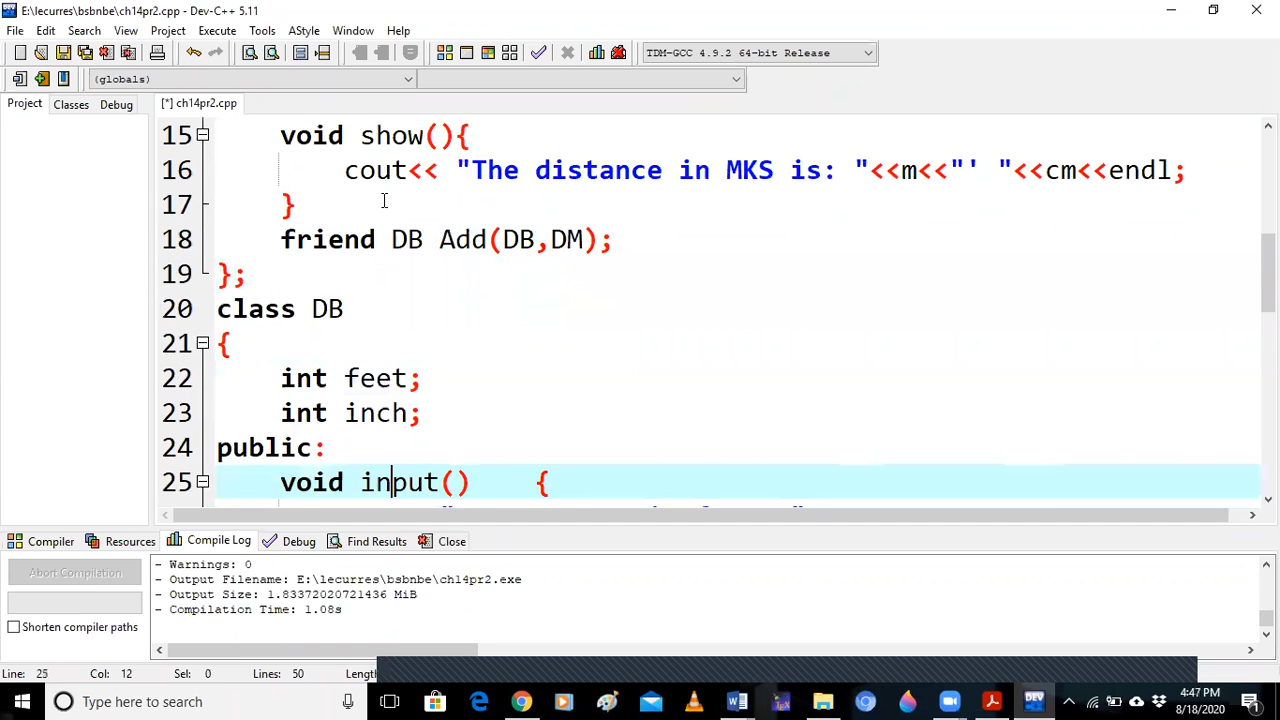 E:\lecurres\bsbnbe\ch14pr2.cpp - Dev-C++ 5.11
File Edit Search View Project Execute Tools AStyle Window Help
TDM-GCC 4.9.2 64-bit Release
(globals)
Project Classes Debug [*] ch14pr2.cpp
15 void show(){
16 cout<< "The distance in MKS is: "<<m<<"' "<<cm<<endl;
17 }
18 friend DB Add(DB,DM);
19 };
20 class DB
21 {
22 int feet;
23 int inch;
24 public:
25 void input() {
Compiler Resources Compile Log Debug Find Results Close
Abort Compilation
Shorten compiler paths
- Warnings: 0
- Output Filename: E:\lecurres\bsbnbe\ch14pr2.exe
- Output Size: 1.83372020721436 MiB
- Compilation Time: 1.08s
Line: 25 Col: 12 Sel: 0 Lines: 50
Type here to search
DEV
4:47 PM
8/18/2020